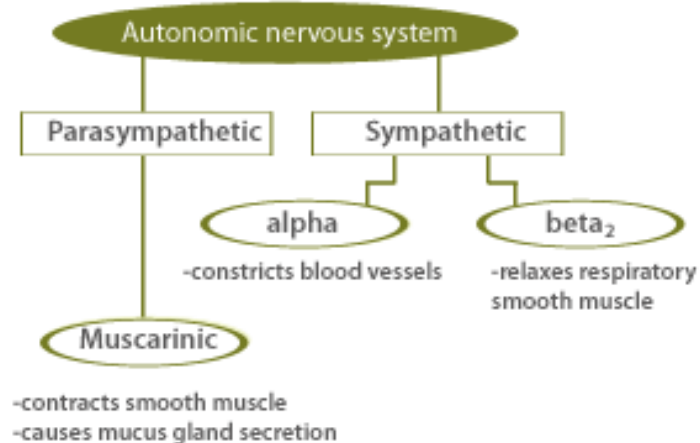 Autonomic nervous system
Parasympathetic
Sympathetic
alpha
beta₂
-constricts blood vessels
-relaxes respiratory
smooth muscle
Muscarinic
-contracts smooth muscle
-causes mucus gland secretion